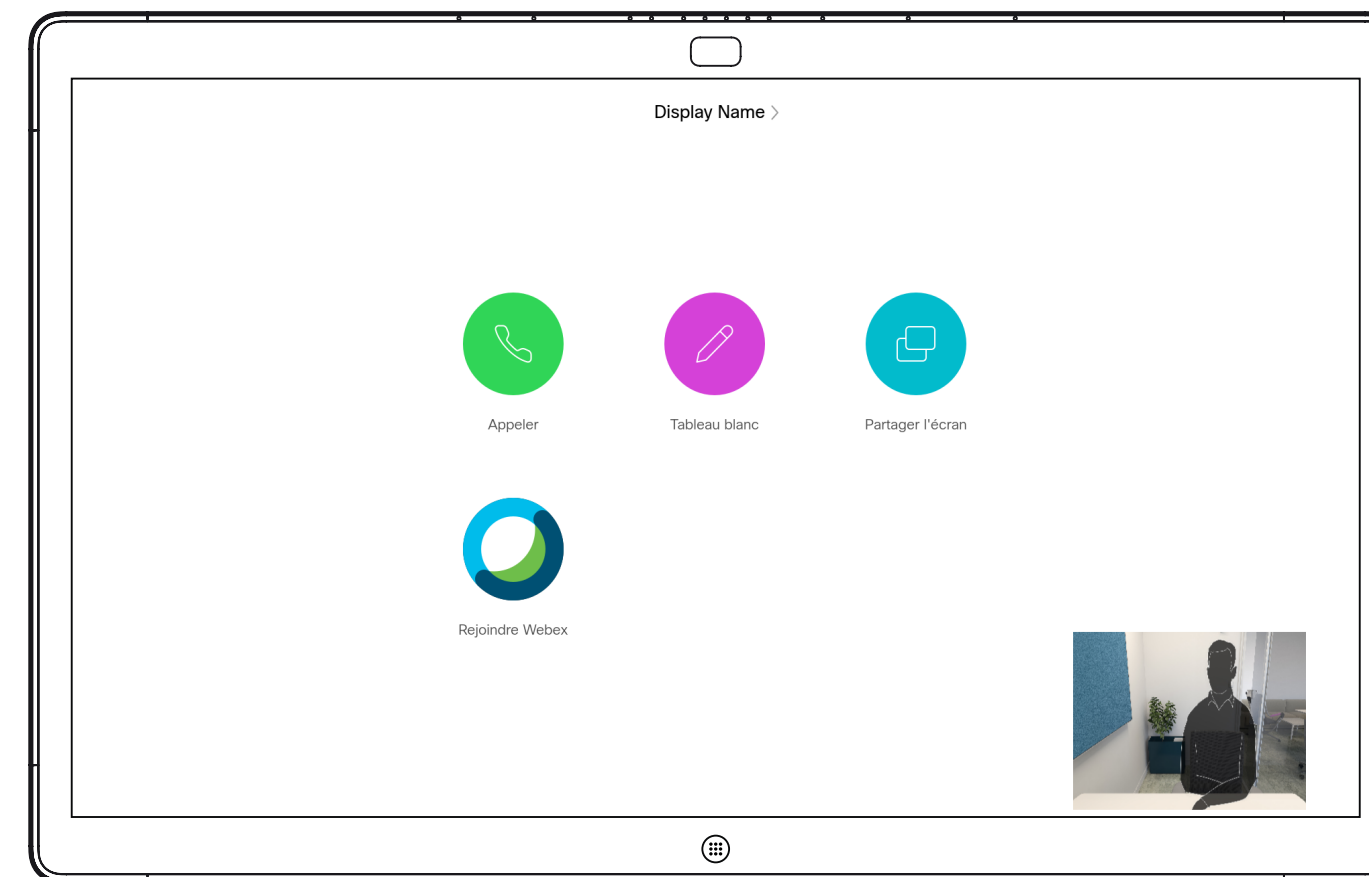 Display Name
Appeler
Tableau blanc
Partager l'écran
Rejoindre Webex